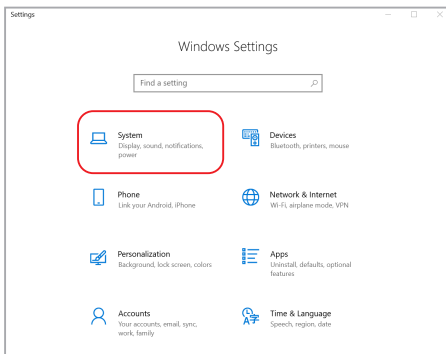 Settings
Windows Settings
Find a setting
System
Display, sound, notifications,
power
Devices
Bluetooth, printers, mouse
Phone
Link your Android, iPhone
Network & Internet
Wi-Fi, airplane mode, VPN
Personalization
Background, lock screen, colors
Apps
Uninstall, defaults, optional
features
Accounts
Your accounts, email, sync,
work, family
Time & Language
Speech, region, date